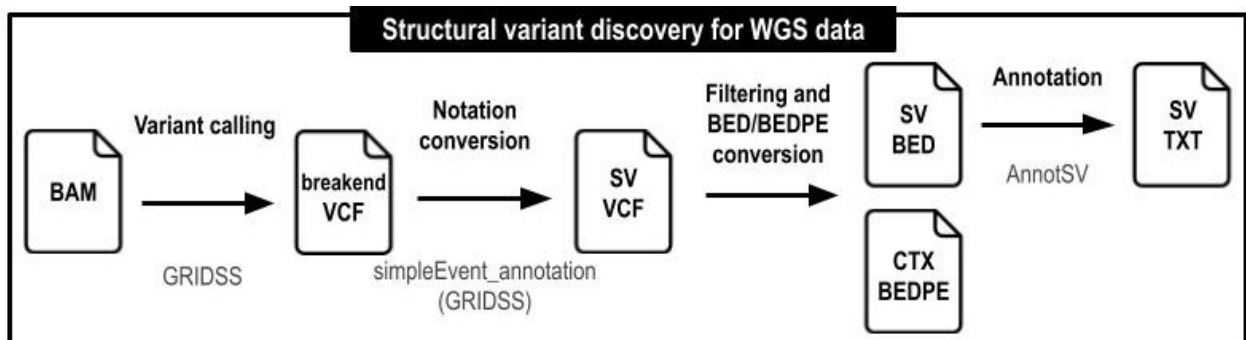 Structural variant discovery for WGS data
BAM
Variant calling
GRIDSS
breakend
VCF
Notation
conversion
simpleEvent_annotation
(GRIDSS)
SV
VCF
Filtering and
BED/BEDPE
conversion
SV
BED
CTX
BEDPE
Annotation
AnnotSV
SV
TXT